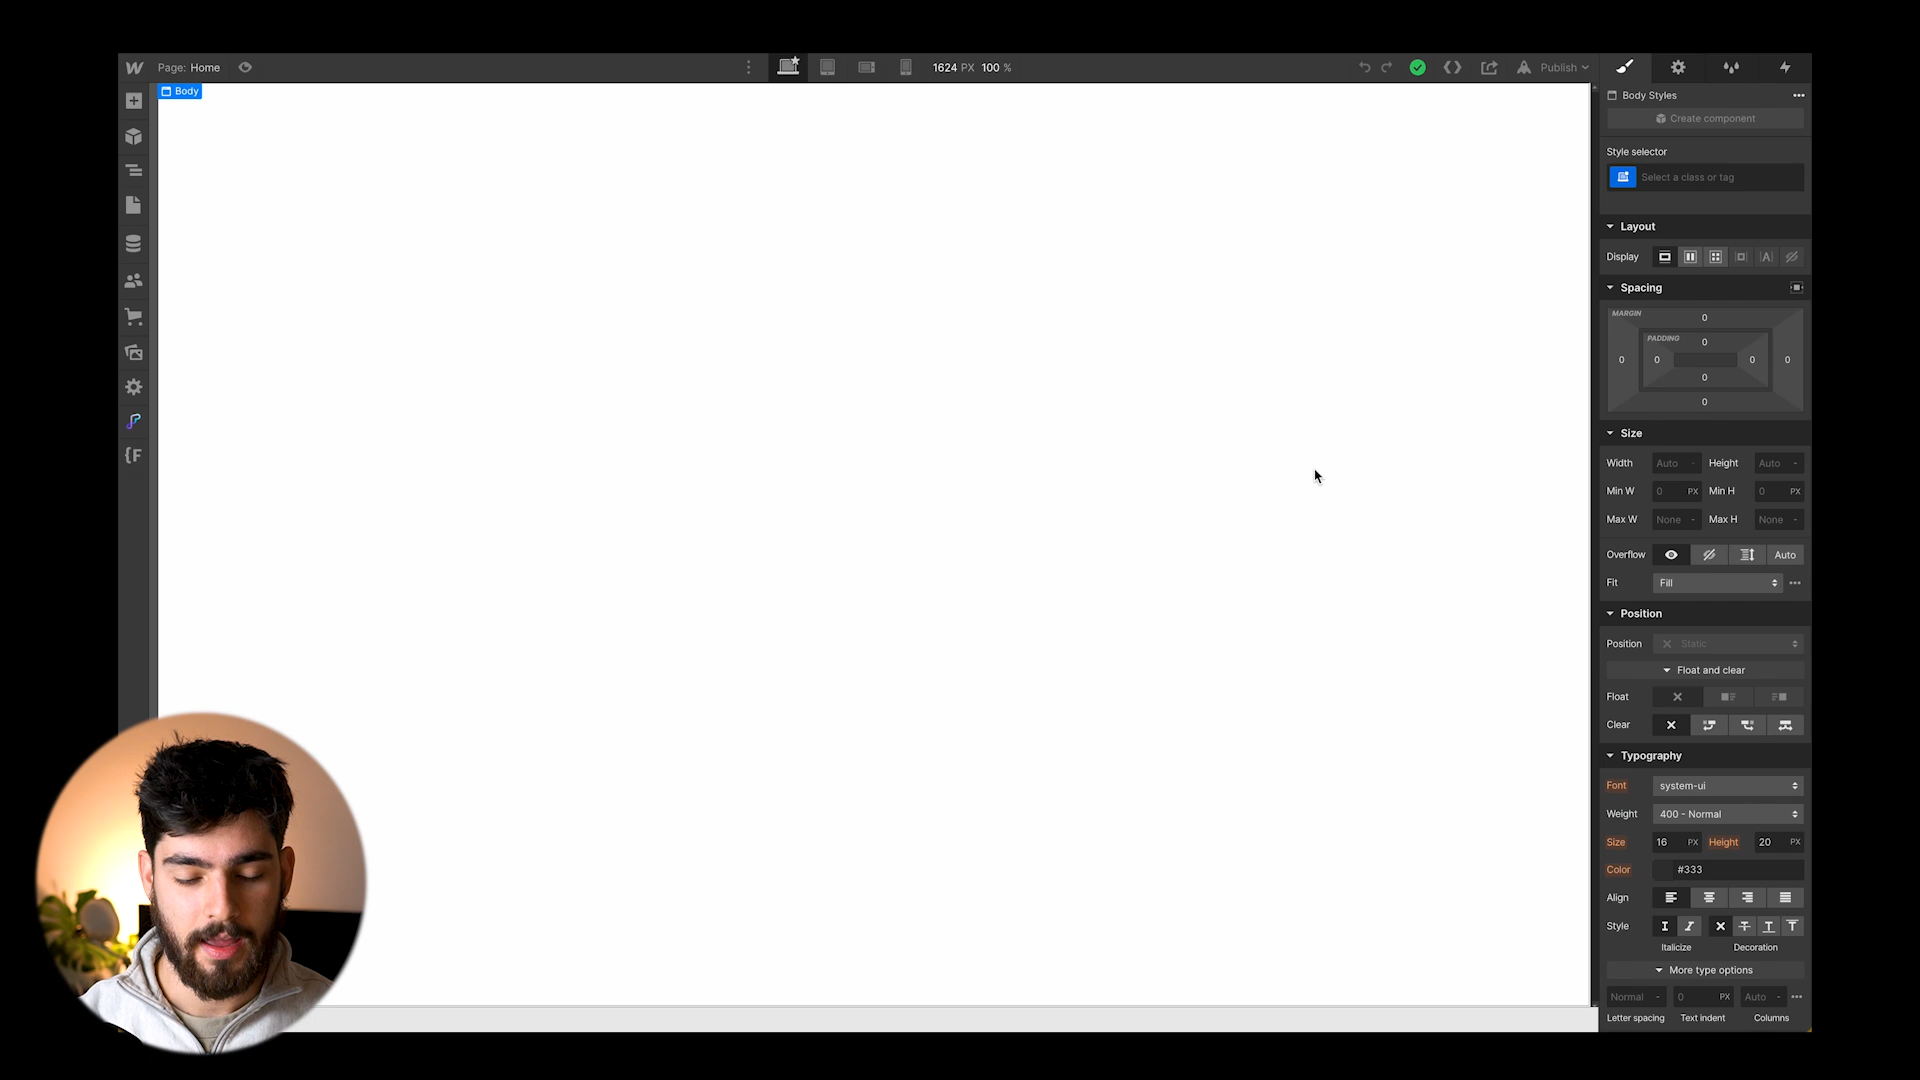 Page: Home
1624 PX 100 %
Publish
Body
Body Styles
Create component
Style selector
Select a class or tag
Layout
Display
Spacing
MARGIN
0
PADDING
0
0
0
0
0
0
0
Size
Width Auto - Height Auto -
Min W 0 PX Min H 0 PX
Max W None - Max H None -
Overflow Auto
Fit Fill
Position
Position Static
Float and clear
Float
Clear
Typography
Font system-ui
Weight 400 - Normal
Size 16 PX Height 20 PX
Color #333
Align
Style
Italicize Decoration
More type options
Normal - 0 PX Auto -
Letter spacing Text indent Columns